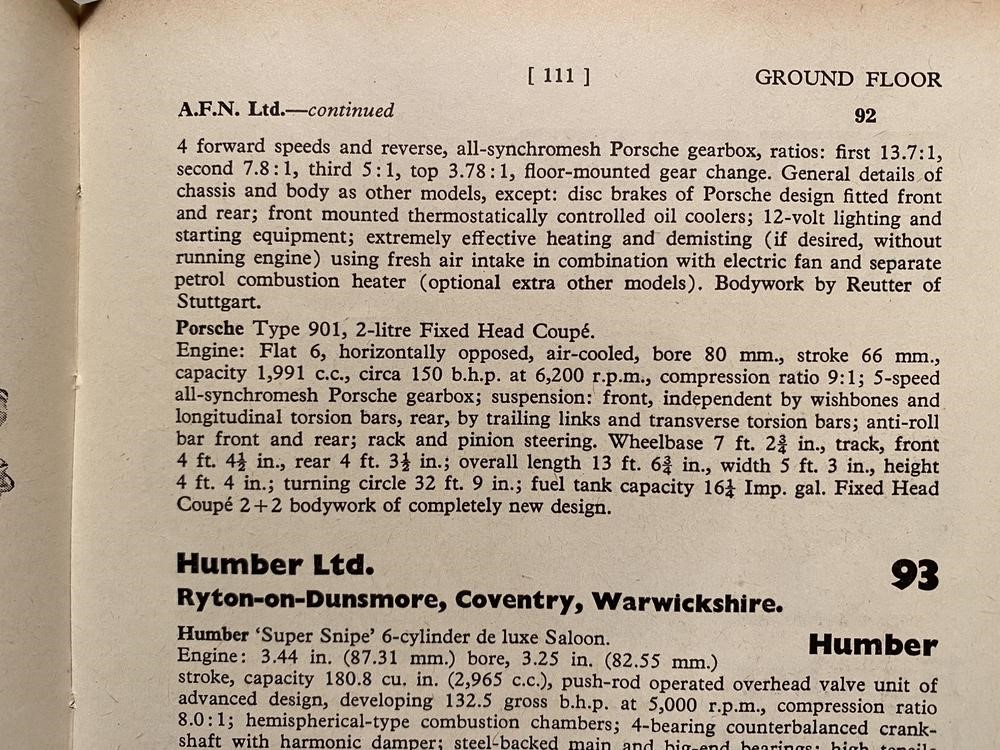 [ 111 ]
GROUND FLOOR
A.F.N. Ltd.—continued
92
4 forward speeds and reverse, all-synchromesh Porsche gearbox, ratios: first 13.7:1,
second 7.8:1, third 5:1, top 3.78:1, floor-mounted gear change. General details of
chassis and body as other models, except: disc brakes of Porsche design fitted front
and rear; front mounted thermostatically controlled oil coolers; 12-volt lighting and
starting equipment; extremely effective heating and demisting (if desired, without
running engine) using fresh air intake in combination with electric fan and separate
petrol combustion heater (optional extra other models). Bodywork by Reutter of
Stuttgart.
Porsche Type 901, 2-litre Fixed Head Coupé.
Engine: Flat 6, horizontally opposed, air-cooled, bore 80 mm., stroke 66 mm.,
capacity 1,991 c.c., circa 150 b.h.p. at 6,200 r.p.m., compression ratio 9:1; 5-speed
all-synchromesh Porsche gearbox; suspension: front, independent by wishbones and
longitudinal torsion bars, rear, by trailing links and transverse torsion bars; anti-roll
bar front and rear; rack and pinion steering. Wheelbase 7 ft. 2¾ in., track, front
4 ft. 4½ in., rear 4 ft. 3½ in.; overall length 13 ft. 6¾ in., width 5 ft. 3 in., height
4 ft. 4 in.; turning circle 32 ft. 9 in.; fuel tank capacity 16¼ Imp. gal. Fixed Head
Coupé 2+2 bodywork of completely new design.
Humber Ltd.
93
Ryton-on-Dunsmore, Coventry, Warwickshire.
Humber 'Super Snipe' 6-cylinder de luxe Saloon.
Humber
Engine: 3.44 in. (87.31 mm.) bore, 3.25 in. (82.55 mm.)
stroke, capacity 180.8 cu. in. (2,965 c.c.), push-rod operated overhead valve unit of
advanced design, developing 132.5 gross b.h.p. at 5,000 r.p.m., compression ratio
8.0:1; hemispherical-type combustion chambers; 4-bearing counterbalanced crank-
shaft with harmonic damper; steel-backed main and big-end bearings; high tensil-